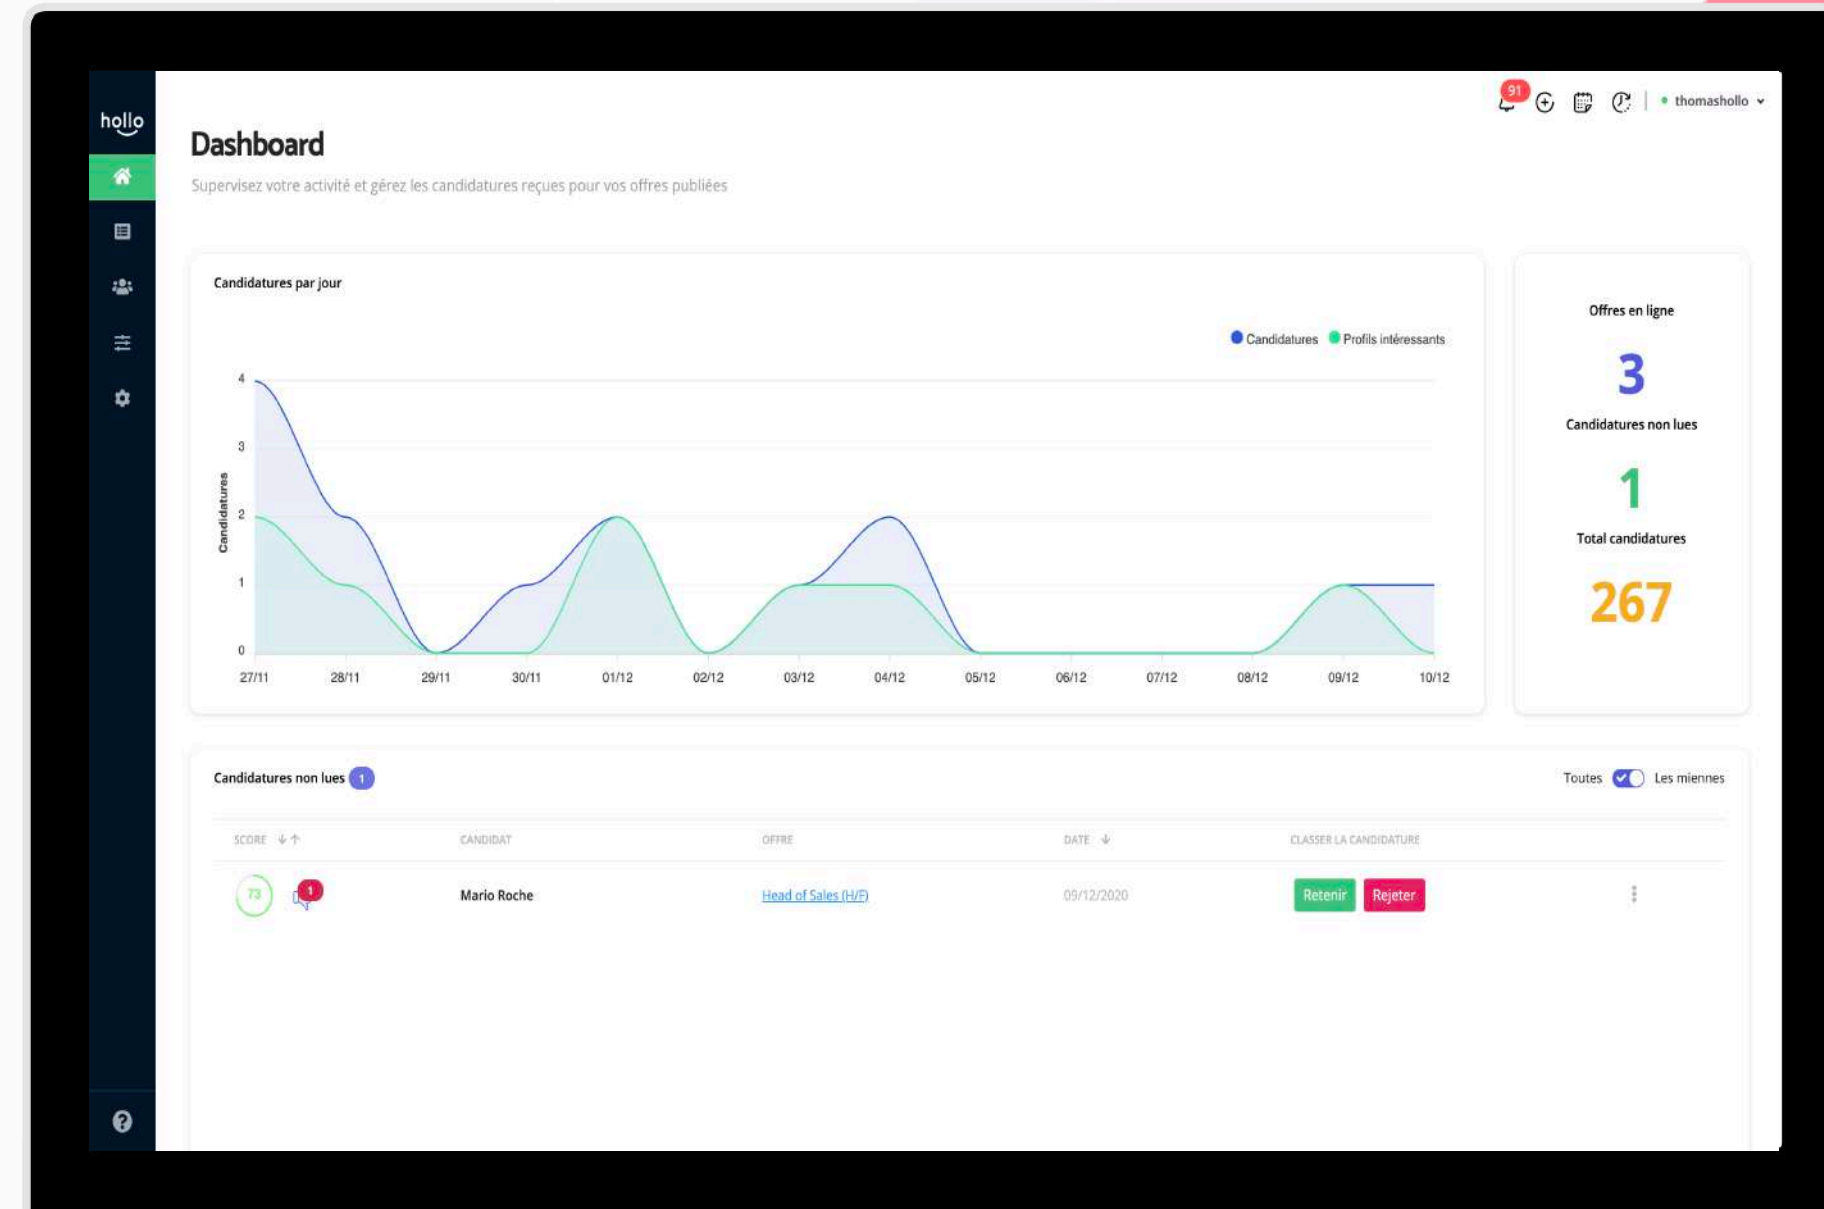 hollo
91
thomashollo
Dashboard
Supervisez votre activité et gérez les candidatures reçues pour vos offres publiées
Candidatures par jour
Candidatures Profils intéressants
Candidatures
4
3
2
1
0
27/11 28/11 29/11 30/11 01/12 02/12 03/12 04/12 05/12 06/12 07/12 08/12 09/12 10/12
Offres en ligne
3
Candidatures non lues
1
Total candidatures
267
Candidatures non lues 1
Toutes Les miennes
SCORE CANDIDAT OFFRE DATE CLASSER LA CANDIDATURE
73 1 Mario Roche Head of Sales (H/F) 09/12/2020 Retenir Rejeter